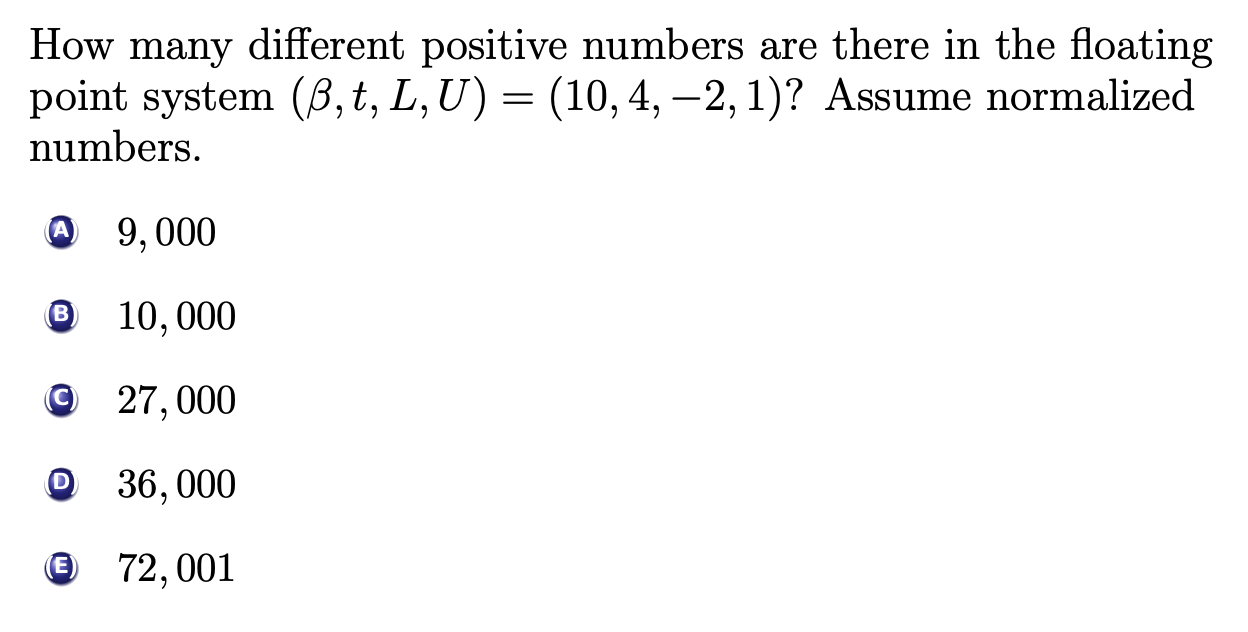 How many different positive numbers are there in the floating
point system (β, t, L, U) = (10, 4, −2, 1)? Assume normalized
numbers.
A 9, 000
B 10, 000
C 27, 000
D 36, 000
E 72, 001